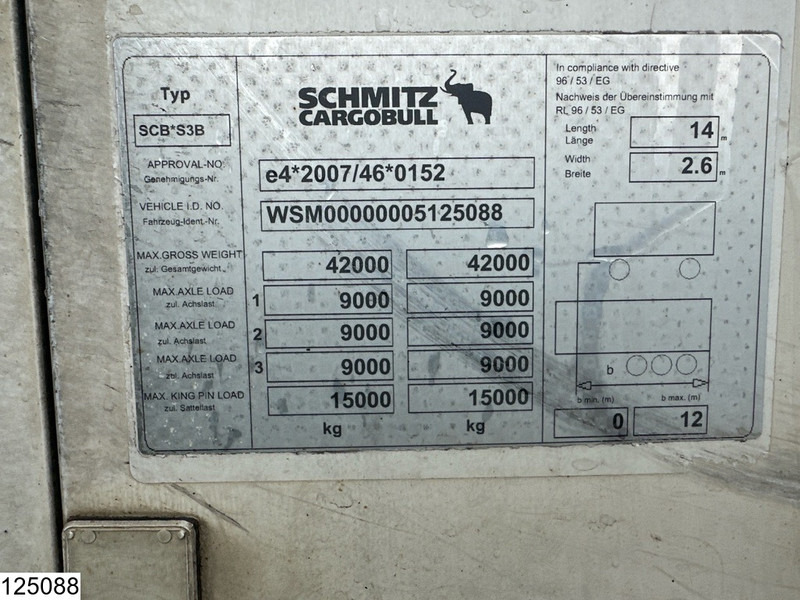 Typ
SCB*S3B
SCHMITZ
CARGOBULL
APPROVAL-NO.
Genehmigungs-Nr.
e4*2007/46*0152
VEHICLE I.D. NO.
Fahrzeug-Ident.-Nr.
WSM00000005125088
MAX.GROSS WEIGHT
zul. Gesamtgewicht
42000 42000
MAX.AXLE LOAD
zul. Achslast
1 9000 9000
MAX.AXLE LOAD
zul. Achslast
2 9000 9000
MAX.AXLE LOAD
zul. Achslast
3 9000 9000
MAX. KING PIN LOAD
zul. Sattellast
15000 15000
kg kg
In compliance with directive
96 / 53 / EG
Nachweis der Übereinstimmung mit
RL 96 / 53 / EG
Length
Länge
14 m
Width
Breite
2.6 m
b
b min. (m) b max. (m)
0 12
125088